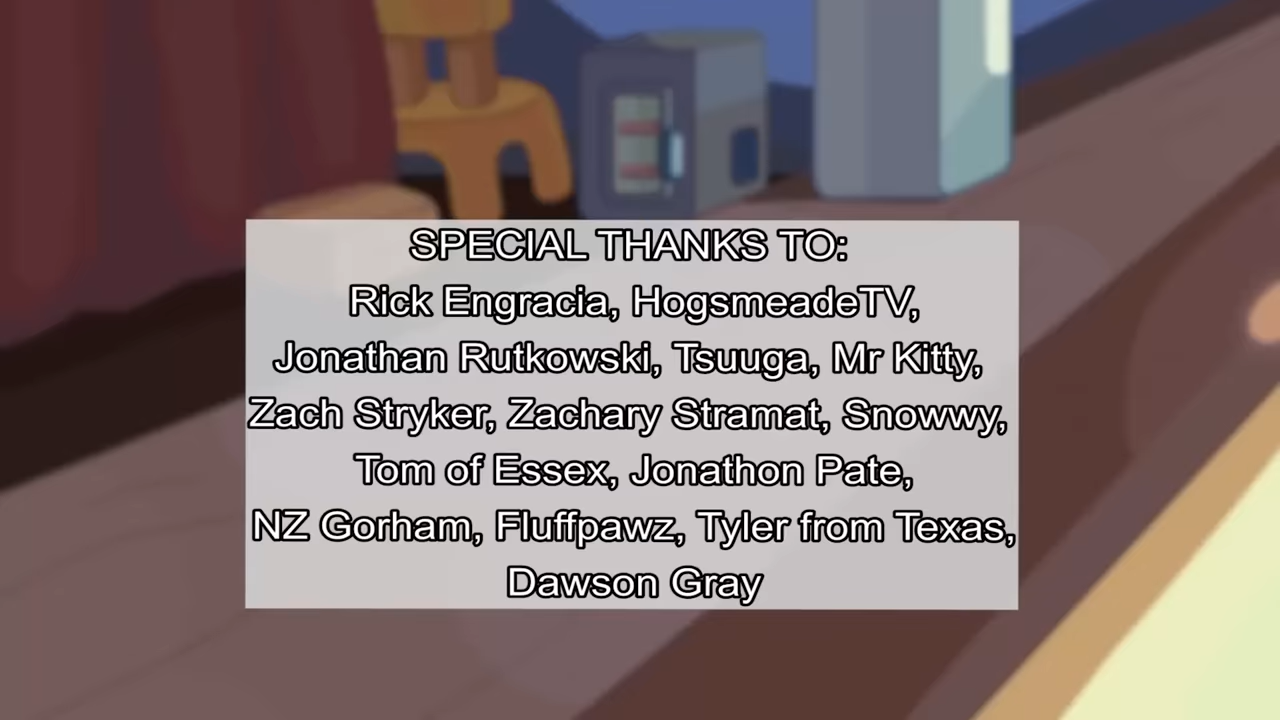 SPECIAL THANKS TO:
Rick Engracia, HogsmeadeTV,
Jonathan Rutkowski, Tsuuga, Mr Kitty,
Zach Stryker, Zachary Stramat, Snowwy,
Tom of Essex, Jonathon Pate,
NZ Gorham, Fluffpawz, Tyler from Texas,
Dawson Gray